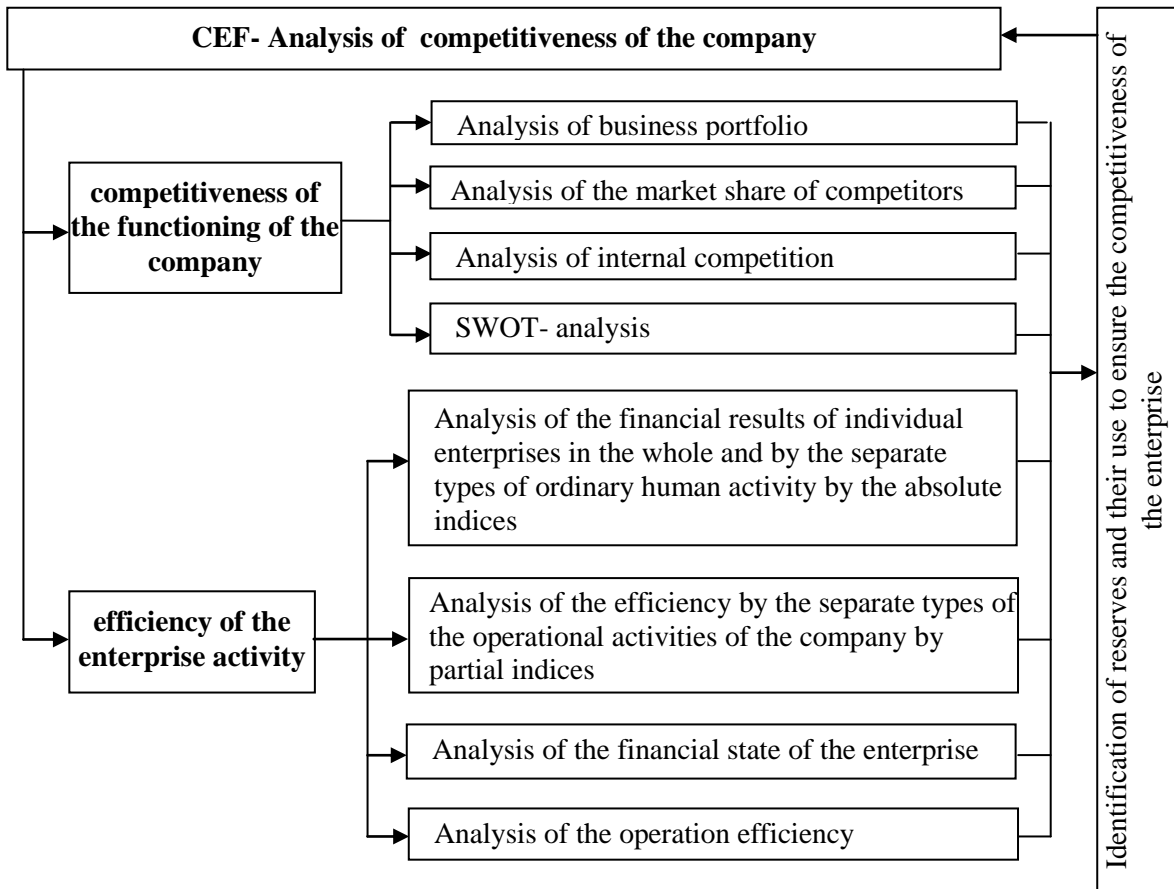 CEF- Analysis of competitiveness of the company
competitiveness of
the functioning of the
company
Analysis of business portfolio
Analysis of the market share of competitors
Analysis of internal competition
SWOT- analysis
efficiency of the
enterprise activity
Analysis of the financial results of individual
enterprises in the whole and by the separate
types of ordinary human activity by the absolute
indices
Analysis of the efficiency by the separate types of
the operational activities of the company by
partial indices
Analysis of the financial state of the enterprise
Analysis of the operation efficiency
Identification of reserves and their use to ensure the competitiveness of
the enterprise